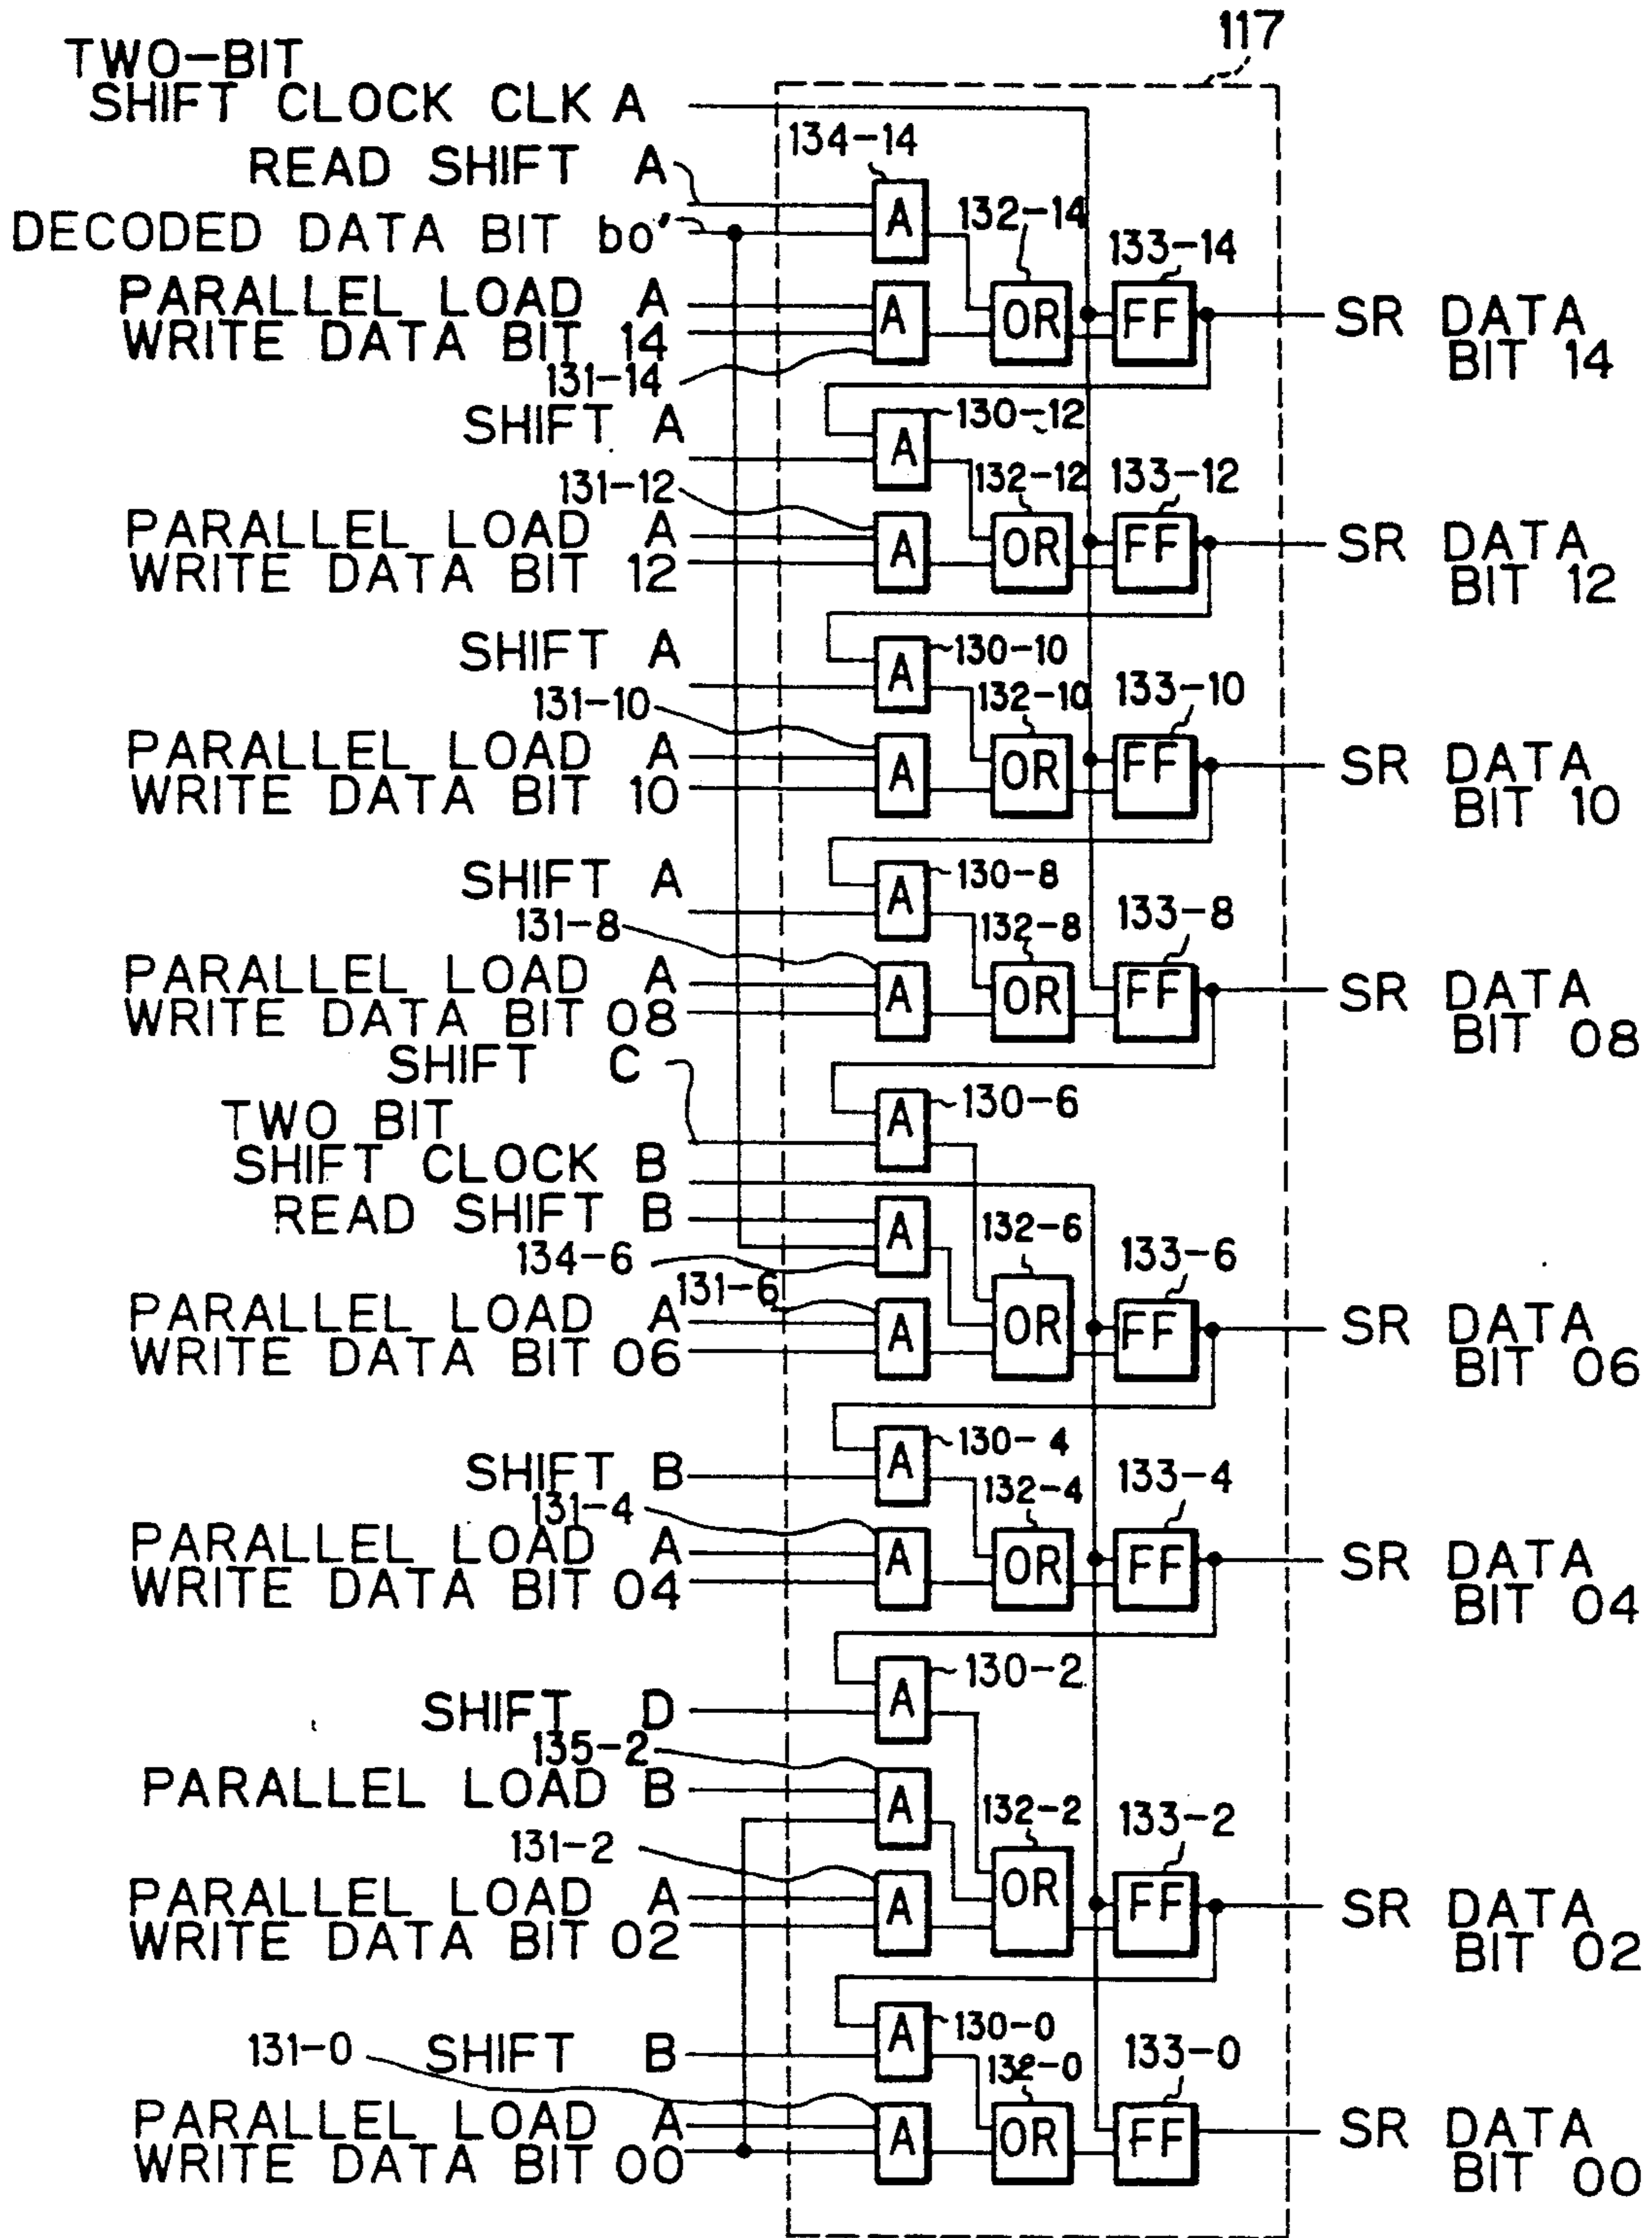 117
TWO-BIT
SHIFT CLOCK CLK A
134-14
READ SHIFT A
132-14
DECODED DATA BIT bo'
133-14
PARALLEL LOAD A
A
A
OR
FF
SR DATA
WRITE DATA BIT 14
BIT 14
131-14
SHIFT A
130-12
A
131-12
132-12
133-12
PARALLEL LOAD A
A
OR
FF
SR DATA
WRITE DATA BIT 12
BIT 12
SHIFT A
130-10
A
131-10
132-10
133-10
PARALLEL LOAD A
A
OR
FF
SR DATA
WRITE DATA BIT 10
BIT 10
SHIFT A
130-8
A
131-8
132-8
133-8
PARALLEL LOAD A
A
OR
FF
SR DATA
WRITE DATA BIT 08
BIT 08
SHIFT C
130-6
A
TWO BIT
SHIFT CLOCK B
READ SHIFT B
A
132-6
134-6
133-6
131-6
PARALLEL LOAD A
A
OR
FF
SR DATA
WRITE DATA BIT 06
BIT 06
130-4
SHIFT B
A
131-4
132-4
133-4
PARALLEL LOAD A
A
OR
FF
SR DATA
WRITE DATA BIT 04
BIT 04
130-2
SHIFT D
A
135-2
PARALLEL LOAD B
A
132-2
133-2
131-2
PARALLEL LOAD A
A
OR
FF
SR DATA
WRITE DATA BIT 02
BIT 02
130-0
A
131-0
SHIFT B
132-0
133-0
PARALLEL LOAD A
A
OR
FF
SR DATA
WRITE DATA BIT 00
BIT 00